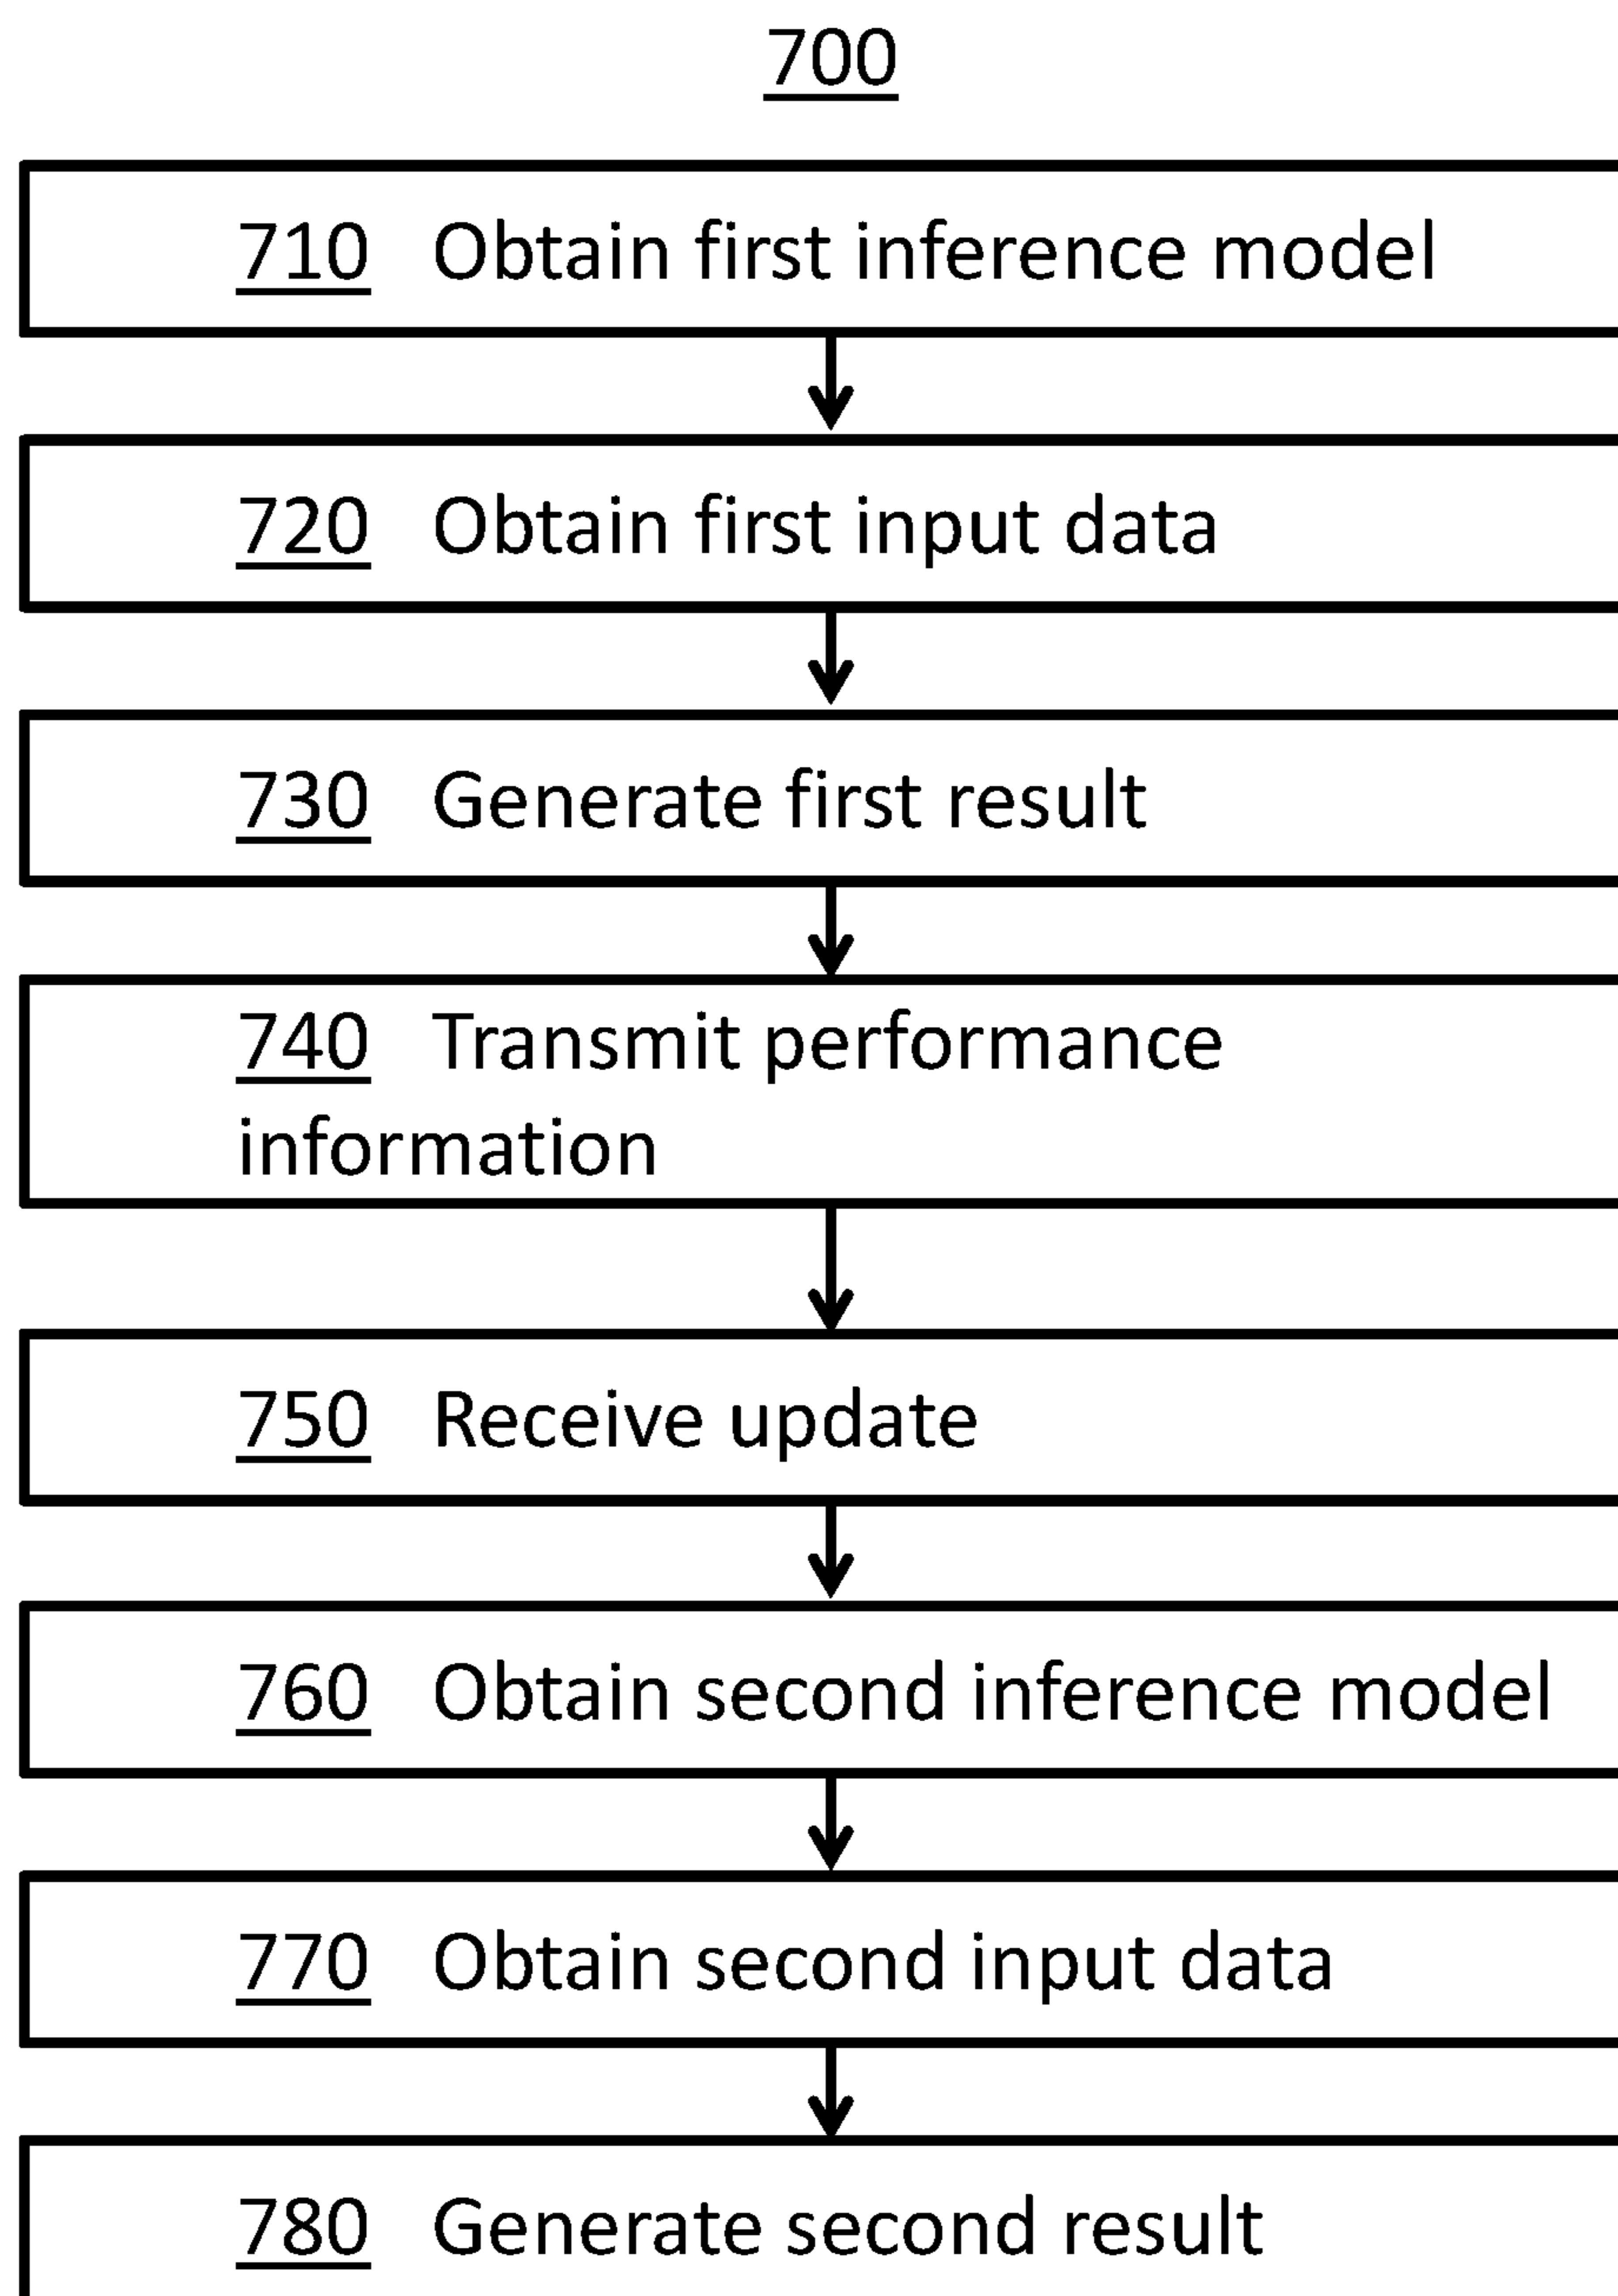 700
710 Obtain first inference model
720 Obtain first input data
730 Generate first result
740 Transmit performance
information
750 Receive update
760 Obtain second inference model
770 Obtain second input data
780 Generate second result